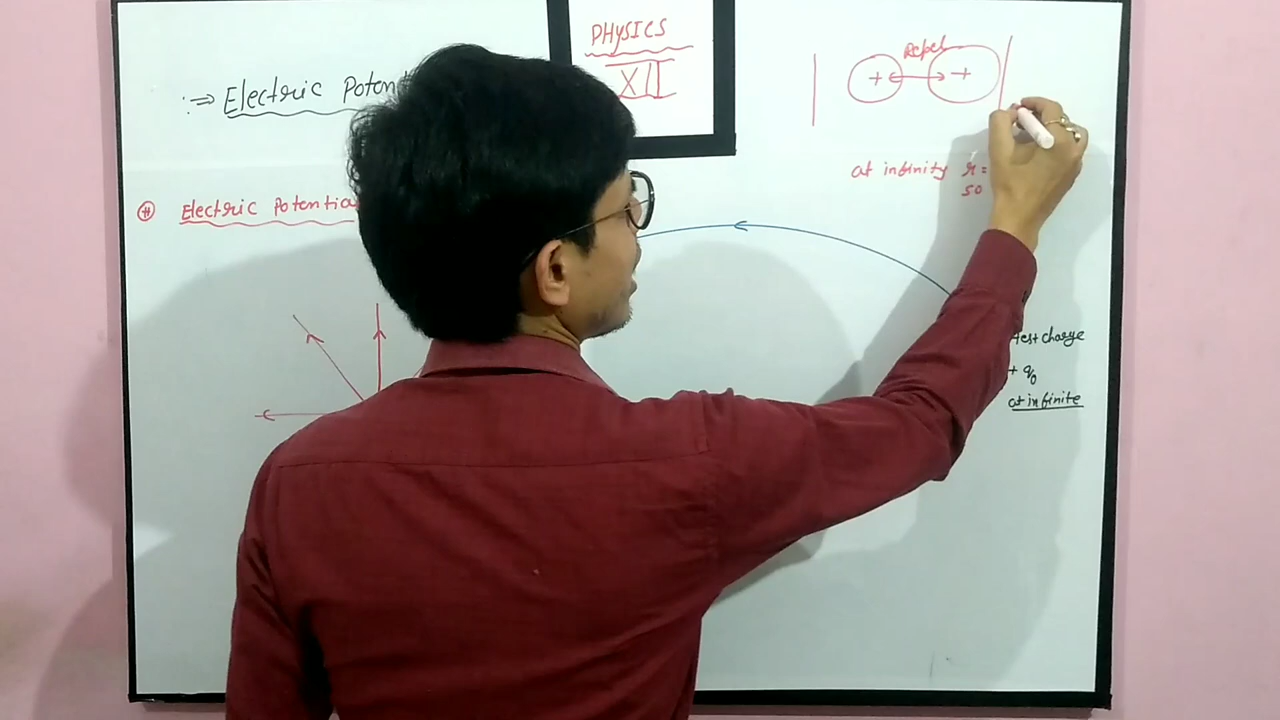 PHYSICS
XII
∴⇒ Electric Poten
Repel
+ +
at infinity r =
so
Electric Potentia
test charge
+ q₀
at infinite